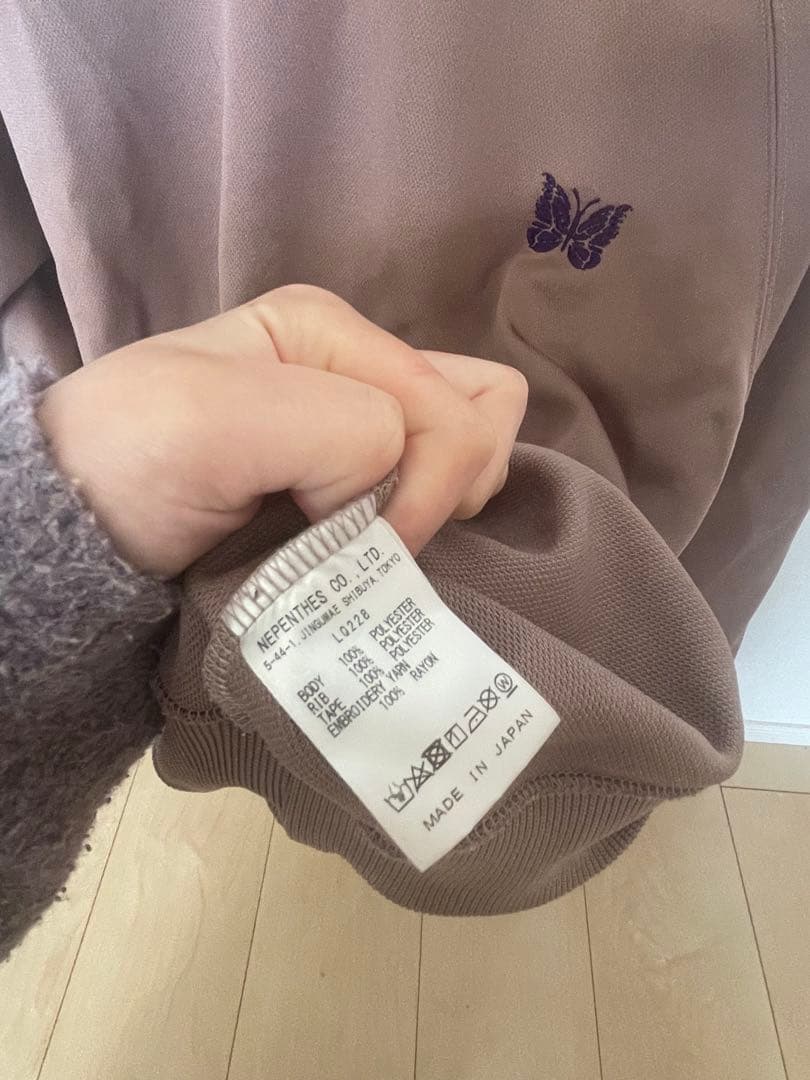 NEPENTHES CO.,LTD.
5-44-1, JINGUMAE SHIBUYA TOKYO
LQ228
BODY 100% POLYESTER
RIB 100% POLYESTER
TAPE 100% POLYESTER
EMBROIDERY YARN
100% RAYON
W
MADE IN JAPAN